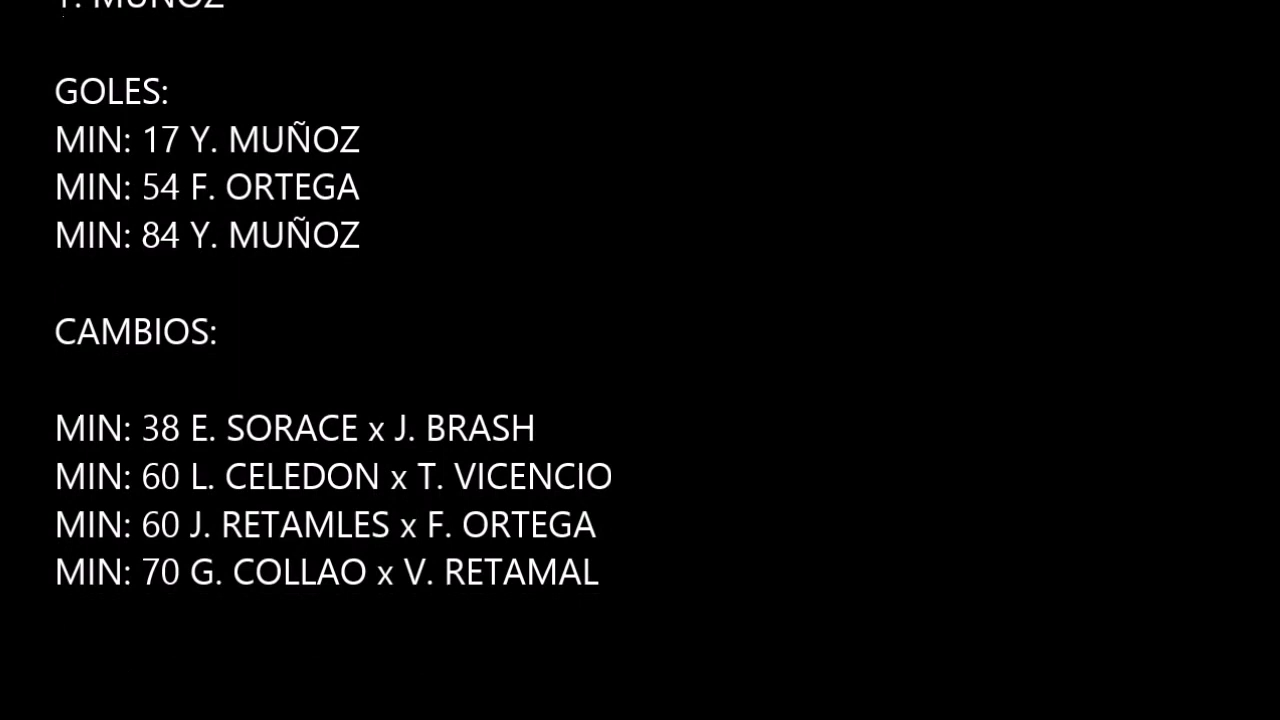 Y. MUÑOZ
GOLES:
MIN: 17 Y. MUÑOZ
MIN: 54 F. ORTEGA
MIN: 84 Y. MUÑOZ
CAMBIOS:
MIN: 38 E. SORACE x J. BRASH
MIN: 60 L. CELEDON x T. VICENCIO
MIN: 60 J. RETAMLES x F. ORTEGA
MIN: 70 G. COLLAO x V. RETAMAL